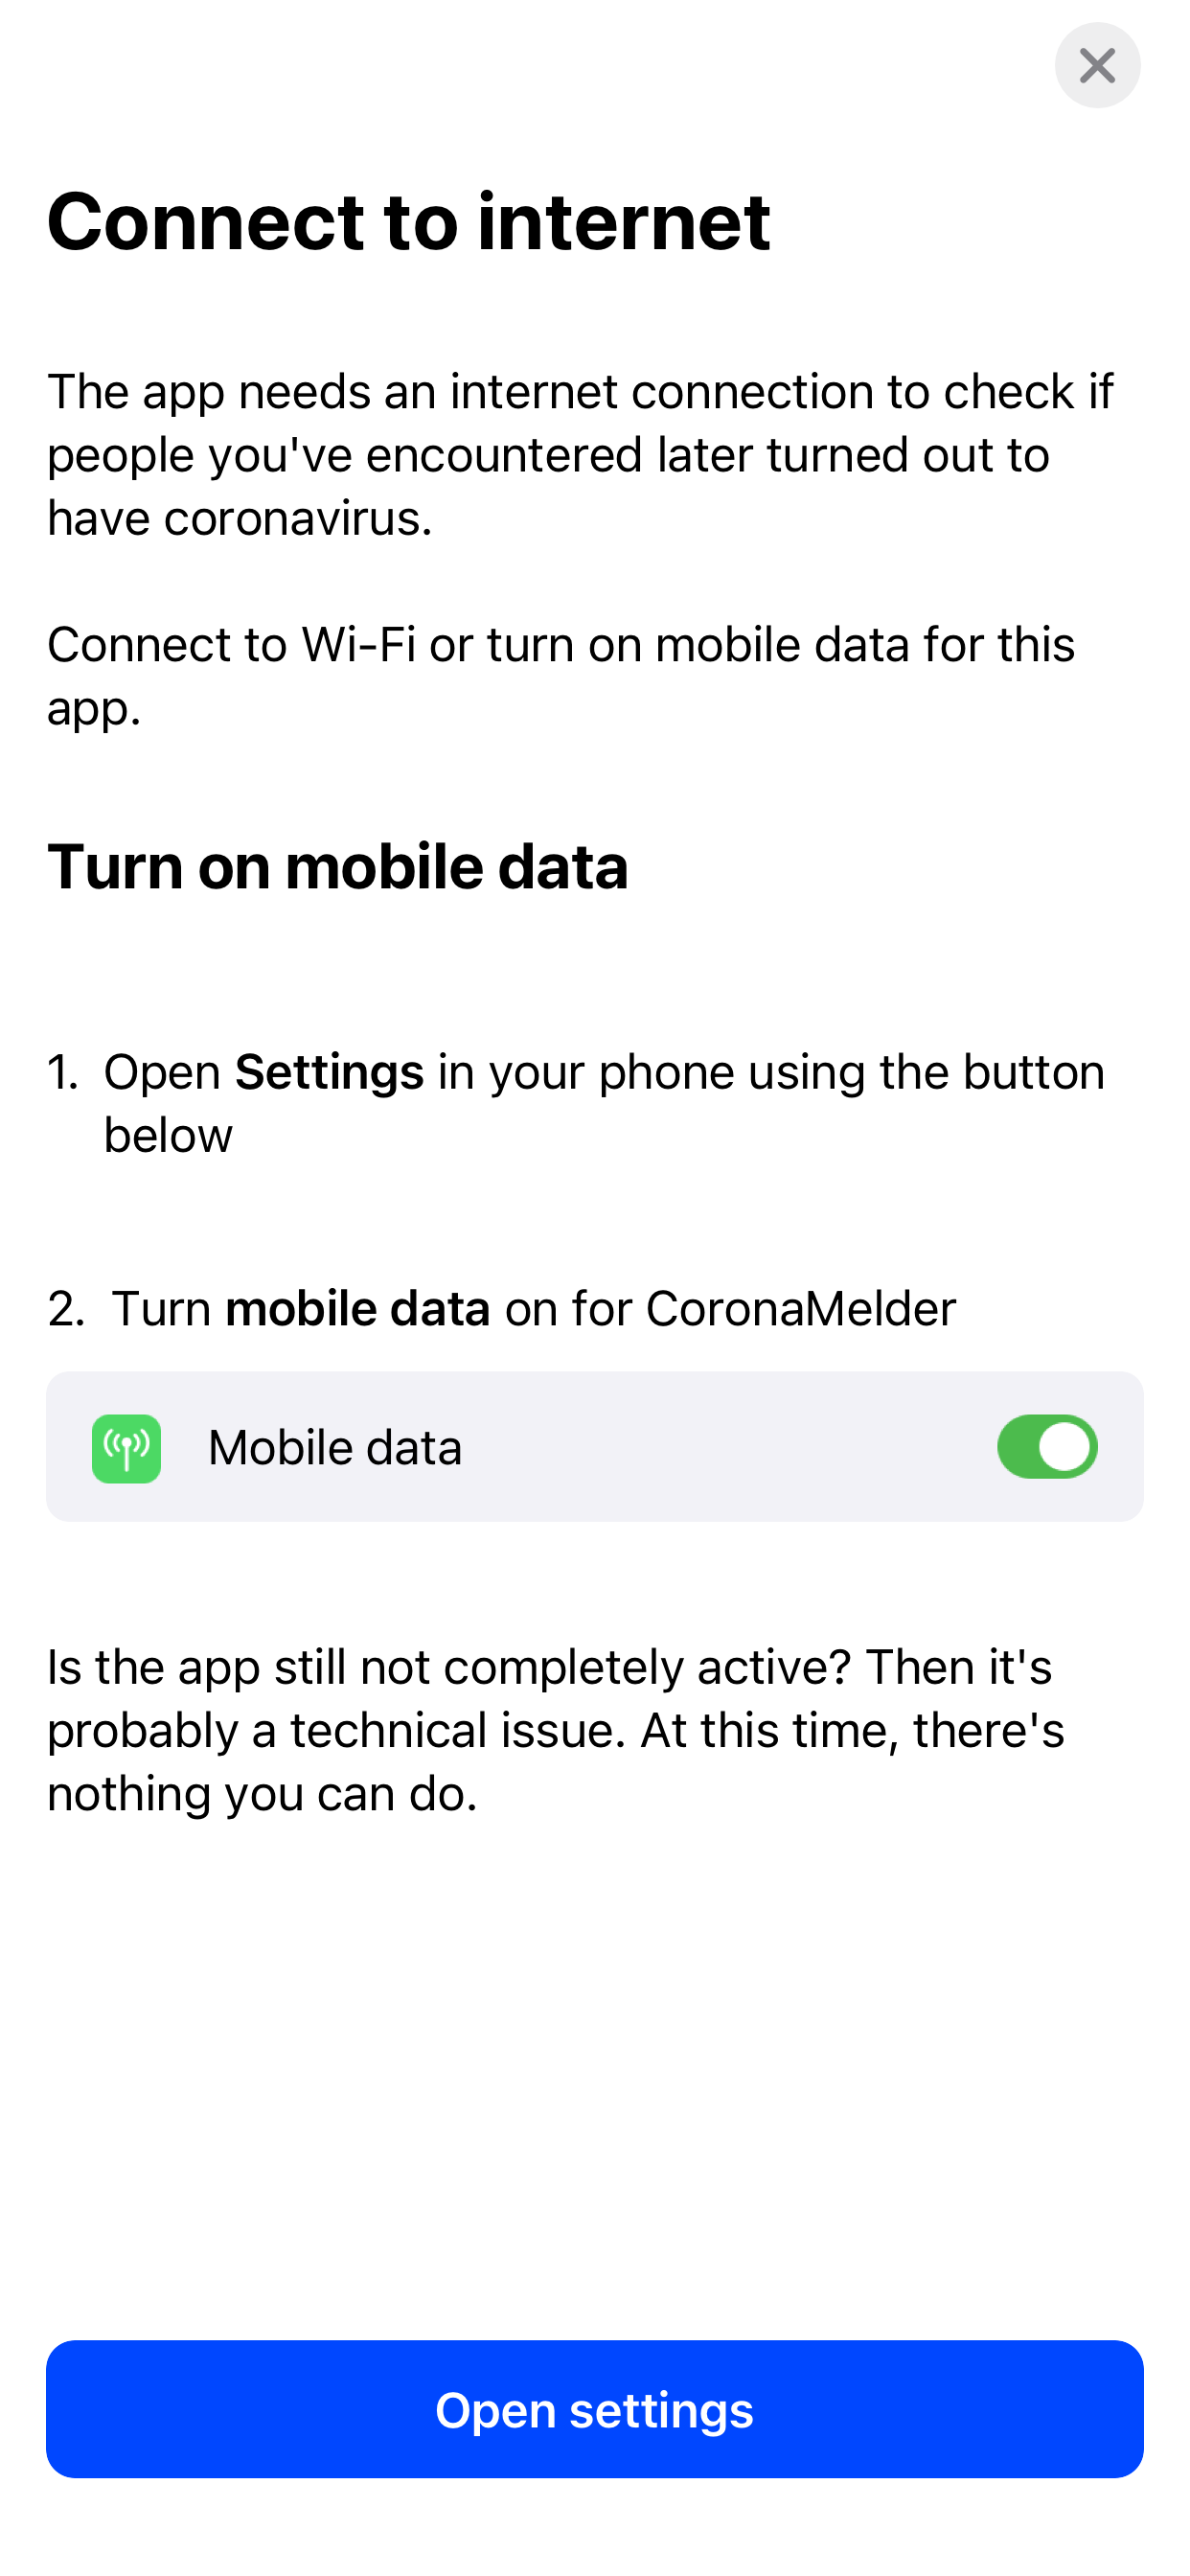 Connect to internet
The app needs an internet connection to check if
people you've encountered later turned out to
have coronavirus.
Connect to Wi-Fi or turn on mobile data for this
app.
Turn on mobile data
1. Open Settings in your phone using the button
below
2. Turn mobile data on for CoronaMelder
Mobile data
Is the app still not completely active? Then it's
probably a technical issue. At this time, there's
nothing you can do.
Open settings